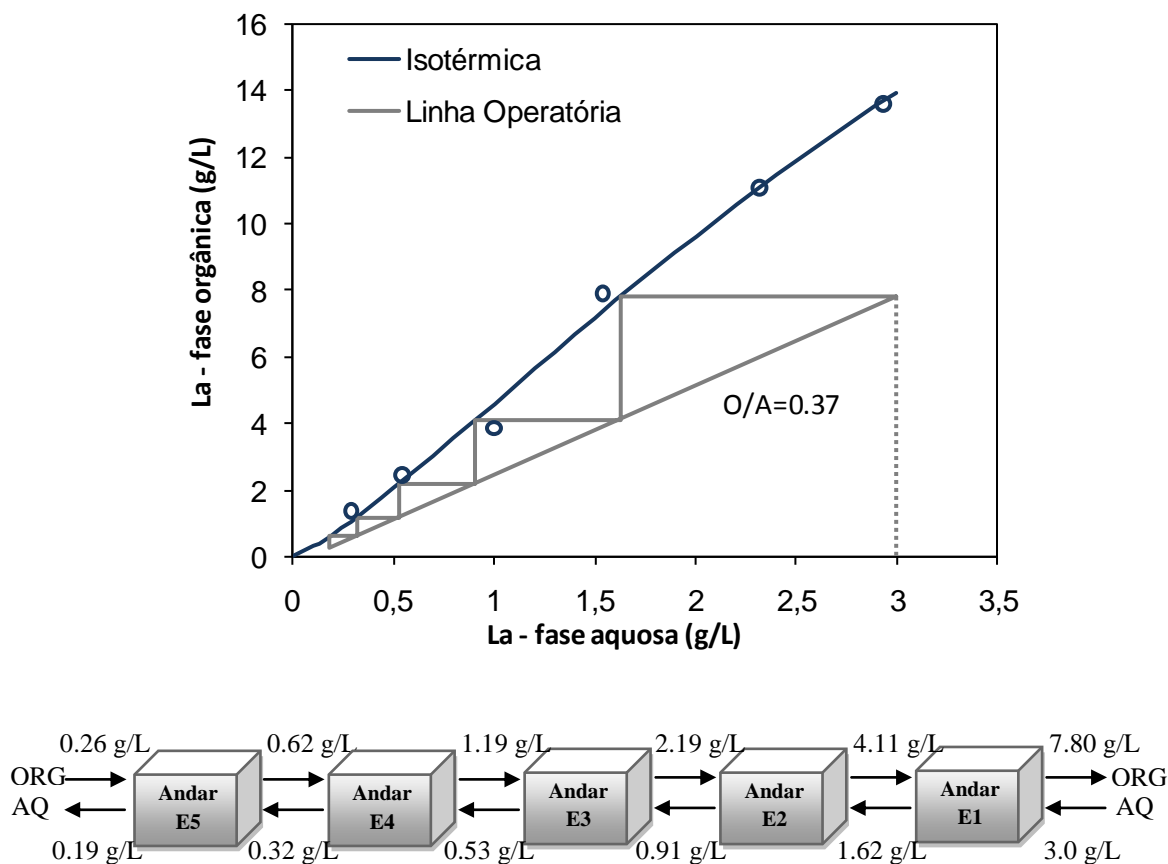 16
14
12
10
8
6
4
2
0
La - fase orgânica (g/L)
Isotérmica
Linha Operatória
O/A=0.37
0 0,5 1 1,5 2 2,5 3 3,5
La - fase aquosa (g/L)
0.26 g/L 0.62 g/L 1.19 g/L 2.19 g/L 4.11 g/L 7.80 g/L
ORG ORG
AQ AQ
Andar E5
Andar E4
Andar E3
Andar E2
Andar E1
0.19 g/L 0.32 g/L 0.53 g/L 0.91 g/L 1.62 g/L 3.0 g/L